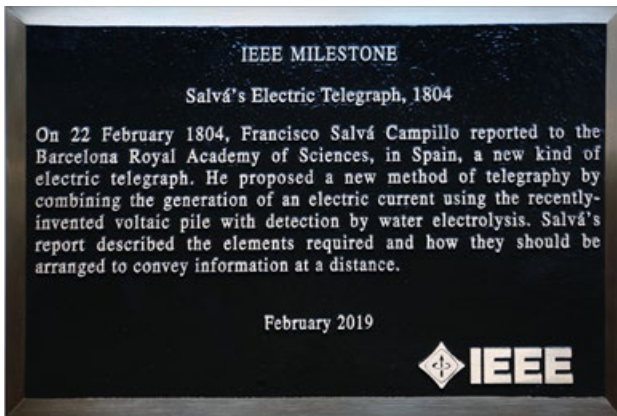 IEEE MILESTONE
Salvá's Electric Telegraph, 1804
On 22 February 1804, Francisco Salvá Campillo reported to the
Barcelona Royal Academy of Sciences, in Spain, a new kind of
electric telegraph. He proposed a new method of telegraphy by
combining the generation of an electric current using the recently-
invented voltaic pile with detection by water electrolysis. Salvá's
report described the elements required and how they should be
arranged to convey information at a distance.
February 2019
IEEE